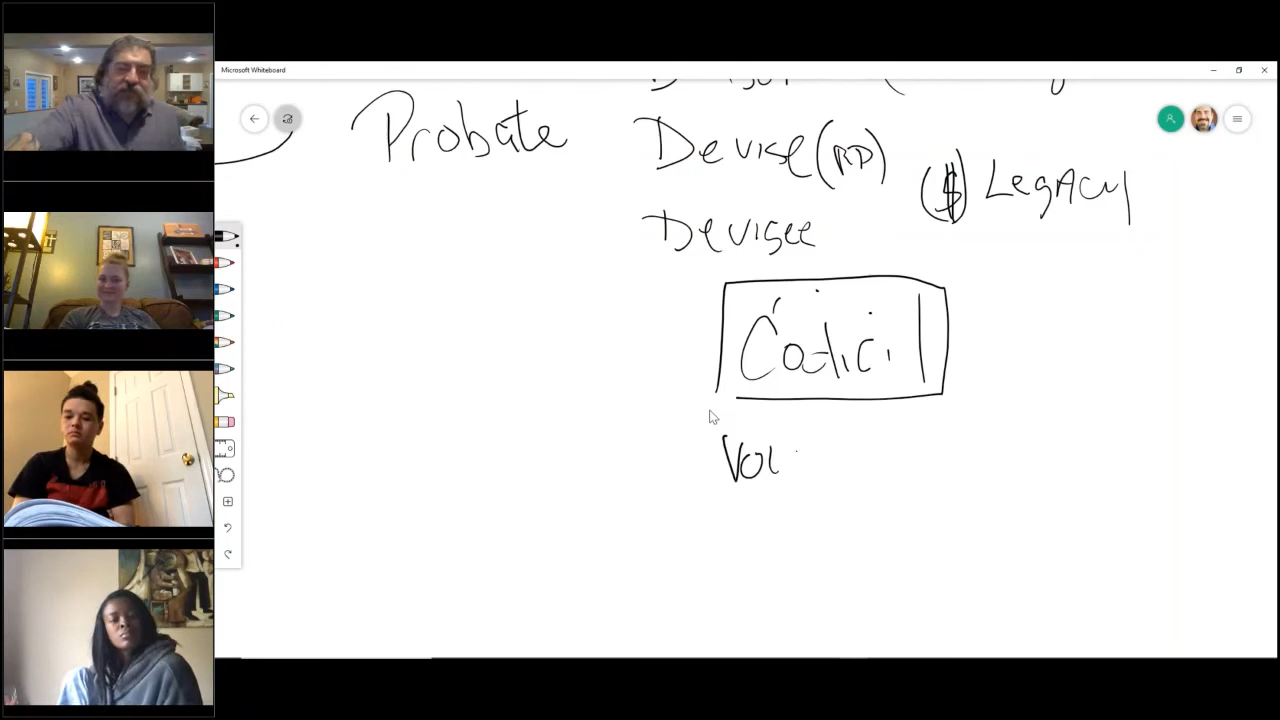 Microsoft Whiteboard
Probate
Devise (RP)
($) Legacy
Devisee
Codicil
Vol